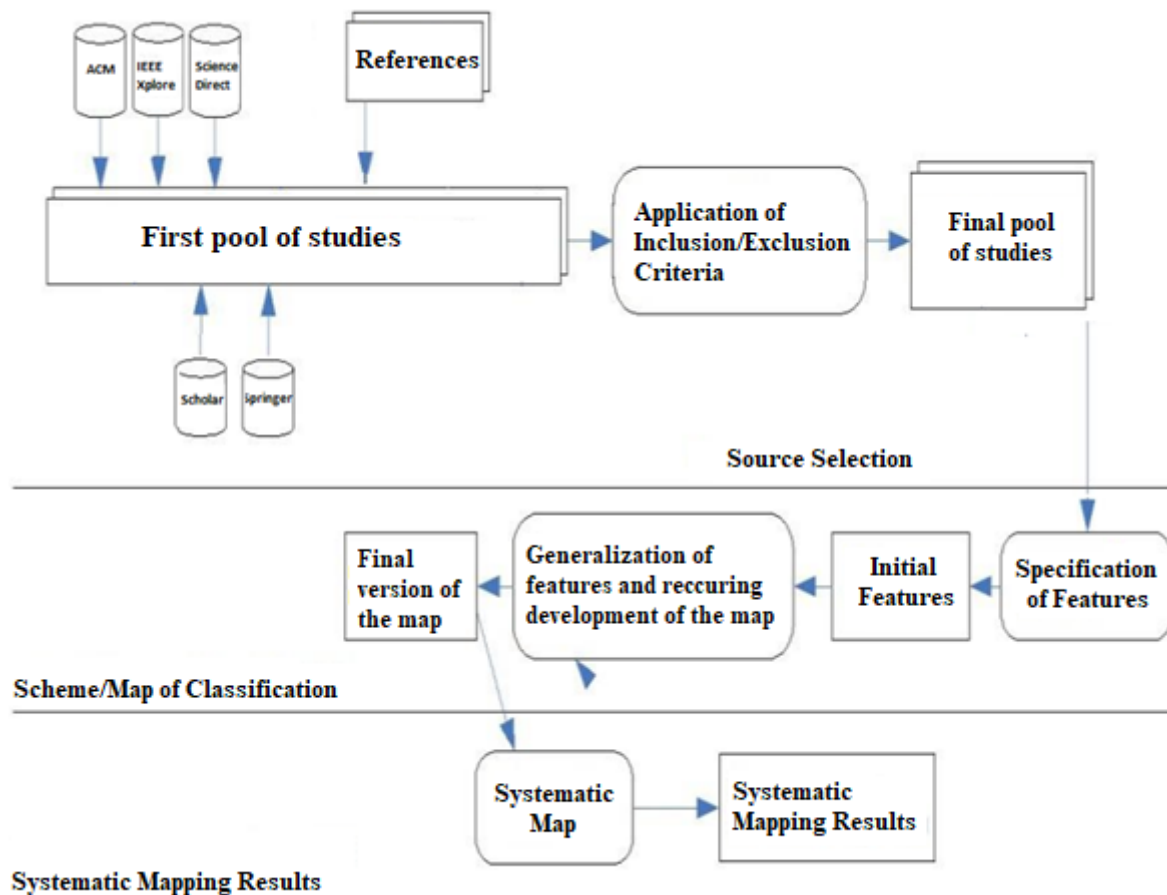 ACM
IEEE
Xplore
Science
Direct
References
First pool of studies
Application of
Inclusion/Exclusion
Criteria
Final pool
of studies
Scholar
Springer
Source Selection
Final
version of
the map
Generalization of
features and reccuring
development of the map
Initial
Features
Specification
of Features
Scheme/Map of Classification
Systematic
Map
Systematic
Mapping Results
Systematic Mapping Results